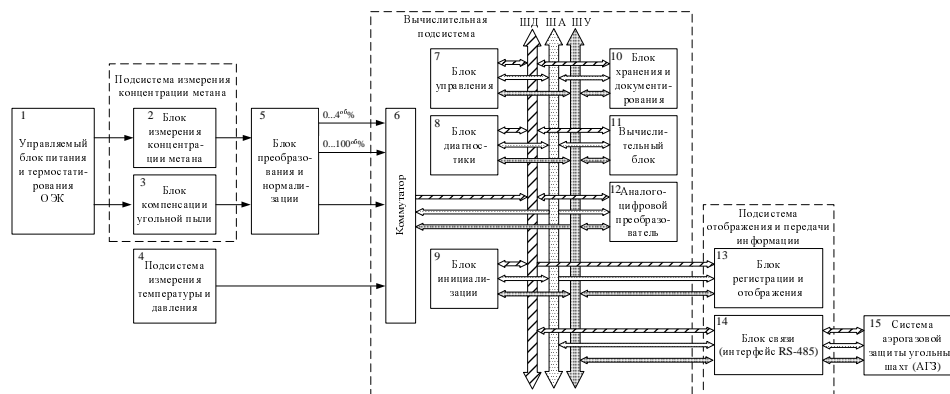 Вычислительная
подсистема
ШД ША ШУ
Подсистема измерения
концентрации метана
1
Управляемый
блок питания
и термостати-
рования
ОЭК
2
Блок
измерения
концентра-
ции метана
3
Блок
компенсации
угольной пыли
4
Подсистема
измерения
температуры и
давления
5
Блок
преобразо-
вания и
нормали-
зации
0...4об%
0...100об%
6
Коммутатор
7
Блок
управления
8
Блок
диагнос-
тики
9
Блок
инициали-
зации
10 Блок
хранения и
документи-
рования
11
Вычисли-
тельный
блок
12 Аналого-
цифровой
преобразо-
ватель
Подсистема
отображения и передачи
информации
13
Блок
регистрации и
отображения
14
Блок связи
(интерфейс RS-485)
15 Система
аэрогазовой
защиты угольны
шахт (АГЗ)